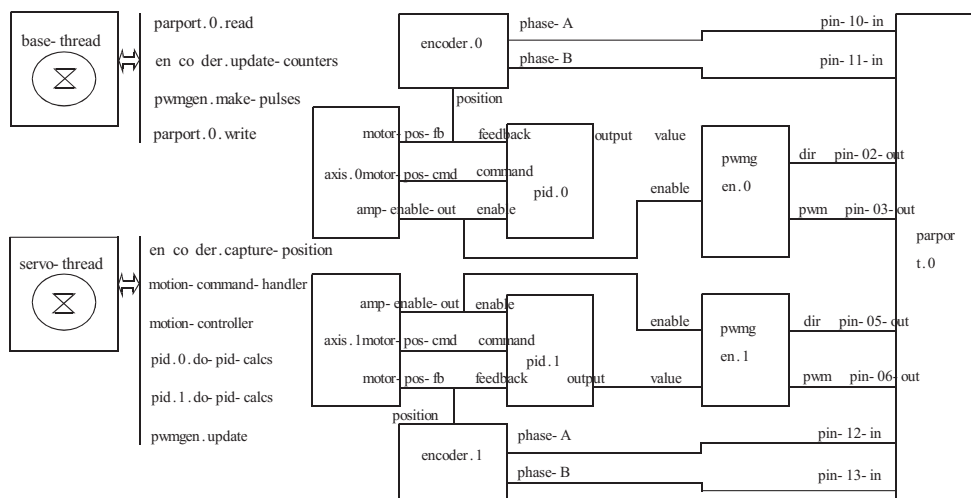 base- thread
parport.0.read
en co der.update- counters
pwmgen.make- pulses
parport.0.write
encoder.0
phase- A
pin- 10- in
phase- B
pin- 11- in
position
motor- pos- fb
feedback
output
value
axis.0
motor- pos- cmd
command
pid.0
pwmg
en.0
dir
pin- 02- out
amp- enable- out
enable
enable
pwm
pin- 03- out
parpor
t.0
servo- thread
en co der.capture- position
motion- command- handler
motion- controller
pid.0.do- pid- calcs
pid.1.do- pid- calcs
pwmgen.update
amp- enable- out
enable
enable
axis.1
motor- pos- cmd
command
pid.1
pwmg
en.1
dir
pin- 05- out
motor- pos- fb
feedback
output
value
pwm
pin- 06- out
position
encoder.1
phase- A
pin- 12- in
phase- B
pin- 13- in